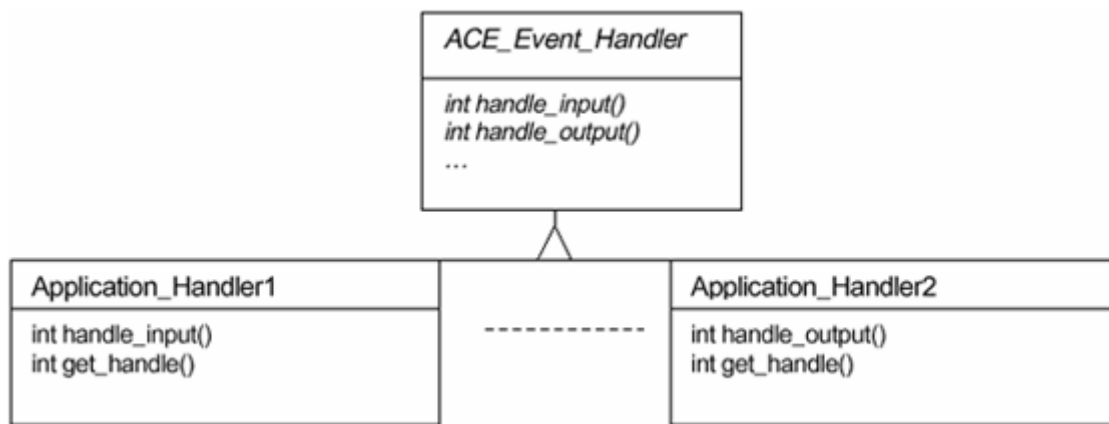 ACE_Event_Handler
int handle_input()
int handle_output()
...
Application_Handler1
int handle_input()
int get_handle()
Application_Handler2
int handle_output()
int get_handle()